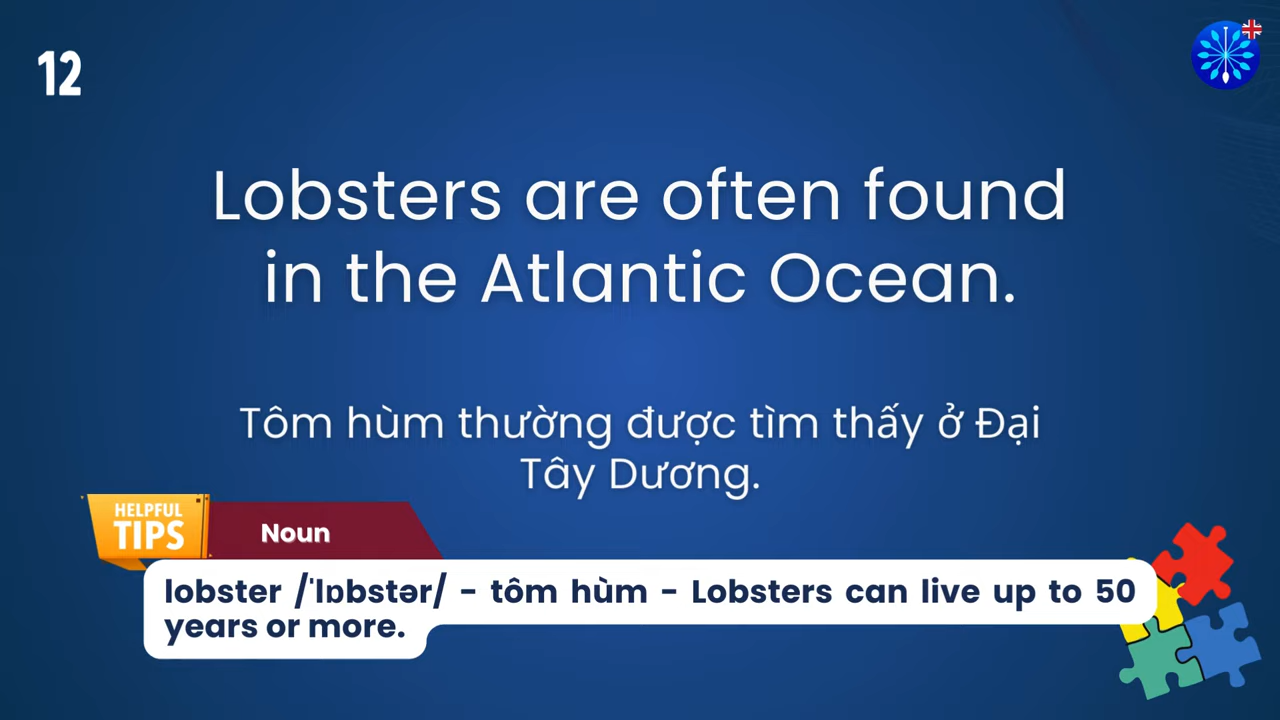 12
Lobsters are often found
in the Atlantic Ocean.
Tôm hùm thường được tìm thấy ở Đại
Tây Dương.
HELPFUL
TIPS
Noun
lobster /ˈlɒbstər/ - tôm hùm - Lobsters can live up to 50
years or more.